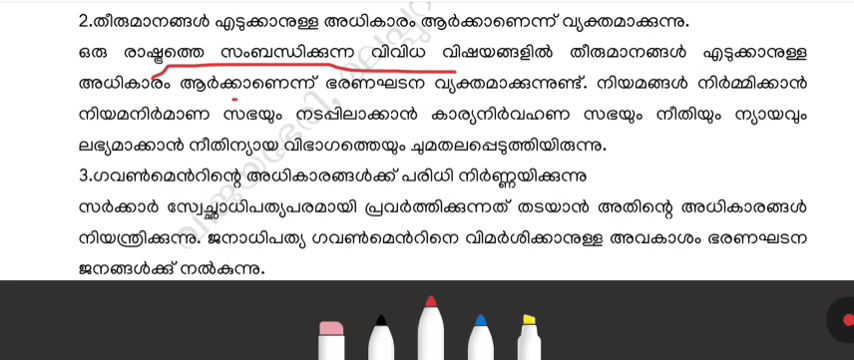 2.തീരുമാനങ്ങൾ എടുക്കാനുള്ള അധികാരം ആർക്കാണെന്ന് വ്യക്തമാക്കുന്നു.
ഒരു രാഷ്ട്രത്തെ സംബന്ധിക്കുന്ന വിവിധ വിഷയങ്ങളിൽ തീരുമാനങ്ങൾ എടുക്കാനുള്ള
അധികാരം ആർക്കാണെന്ന് ഭരണഘടന വ്യക്തമാക്കുന്നുണ്ട്. നിയമങ്ങൾ നിർമ്മിക്കാൻ
നിയമനിർമാണ സഭയും നടപ്പിലാക്കാൻ കാര്യനിർവഹണ സഭയും നീതിയും ന്യായവും
ലഭ്യമാക്കാൻ നീതിന്യായ വിഭാഗത്തെയും ചുമതലപ്പെടുത്തിയിരുന്നു.
3.ഗവൺമെൻറിന്റെ അധികാരങ്ങൾക്ക് പരിധി നിർണ്ണയിക്കുന്നു
സർക്കാർ സ്വേച്ഛാധിപത്യപരമായി പ്രവർത്തിക്കുന്നത് തടയാൻ അതിന്റെ അധികാരങ്ങൾ
നിയന്ത്രിക്കുന്നു. ജനാധിപത്യ ഗവൺമെൻറിനെ വിമർശിക്കാനുള്ള അവകാശം ഭരണഘടന
ജനങ്ങൾക്കു് നൽകുന്നു.